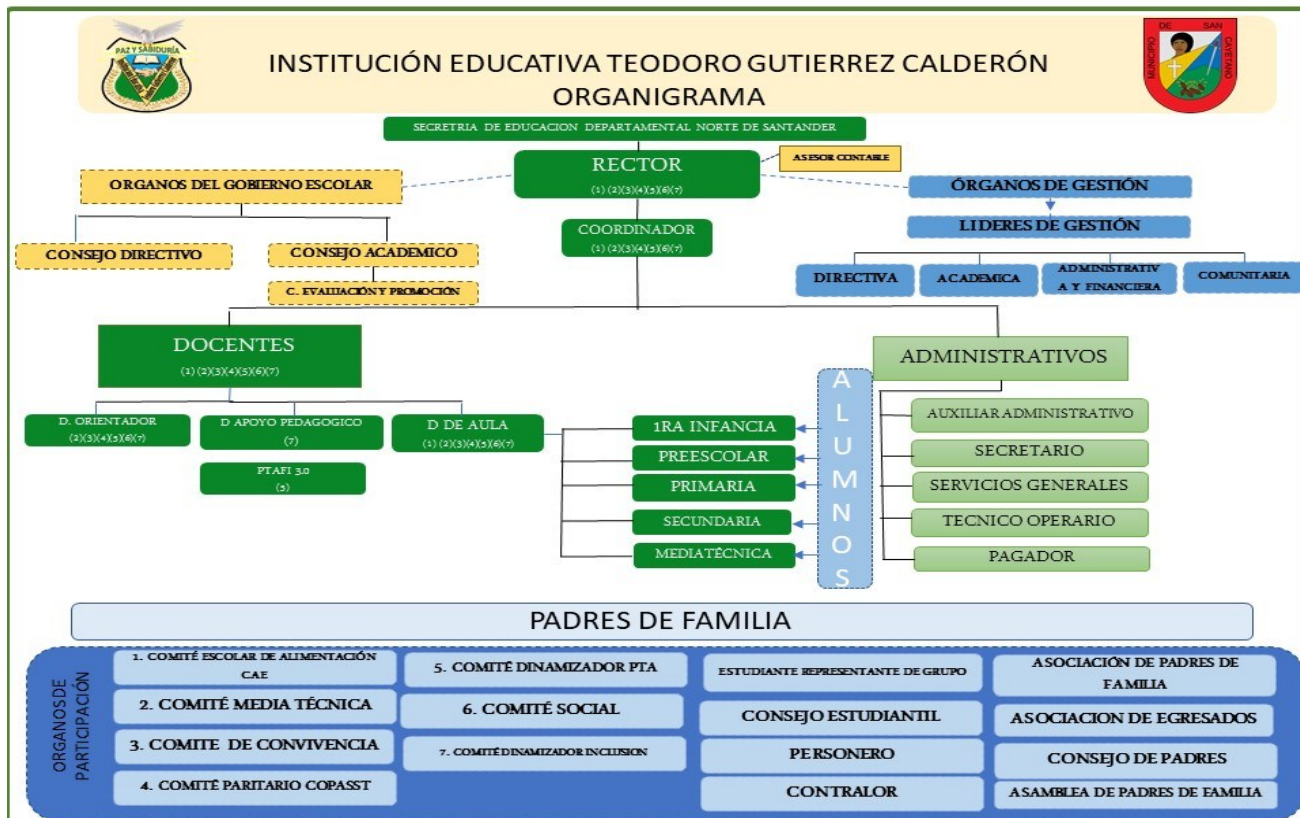 PAZ Y SABIDURÍA
INSTITUCIÓN EDUCATIVA TEODORO GUTIERREZ CALDERÓN
ORGANIGRAMA
MUNICIPIO DE SAN CAYETANO
SECRETRIA DE EDUCACION DEPARTAMENTAL NORTE DE SANTANDER
RECTOR
(1) (2)(3)(4)(5)(6)(7)
ASESOR CONTABLE
ORGANOS DEL GOBIERNO ESCOLAR
ÓRGANOS DE GESTIÓN
LIDERES DE GESTIÓN
COORDINADOR
(1) (2)(3)(4)(5)(6)(7)
CONSEJO DIRECTIVO
CONSEJO ACADEMICO
C. EVALUACIÓN Y PROMOCIÓN
DIRECTIVA
ACADEMICA
ADMINISTRATIV
A Y FINANCIERA
COMUNITARIA
DOCENTES
(1) (2)(3)(4)(5)(6)(7)
ADMINISTRATIVOS
D. ORIENTADOR
(2)(3)(4)(5)(6)(7)
D APOYO PEDAGOGICO
(7)
D DE AULA
(1) (2)(3)(4)(5)(6)(7)
PTAFI 3.0
(5)
1RA INFANCIA
PREESCOLAR
PRIMARIA
SECUNDARIA
MEDIA TÉCNICA
ALUMNOS
AUXILIAR ADMINISTRATIVO
SECRETARIO
SERVICIOS GENERALES
TECNICO OPERARIO
PAGADOR
PADRES DE FAMILIA
ORGANOS DE
PARTICIPACIÓN
1. COMITÉ ESCOLAR DE ALIMENTACIÓN
CAE
2. COMITÉ MEDIA TÉCNICA
3. COMITE DE CONVIVENCIA
4. COMITÉ PARITARIO COPASST
5. COMITÉ DINAMIZADOR PTA
6. COMITÉ SOCIAL
7. COMITÉ DINAMIZADOR INCLUSION
ESTUDIANTE REPRESENTANTE DE GRUPO
CONSEJO ESTUDIANTIL
PERSONERO
CONTRALOR
ASOCIACIÓN DE PADRES DE
FAMILIA
ASOCIACION DE EGRESADOS
CONSEJO DE PADRES
ASAMBLEA DE PADRES DE FAMILIA